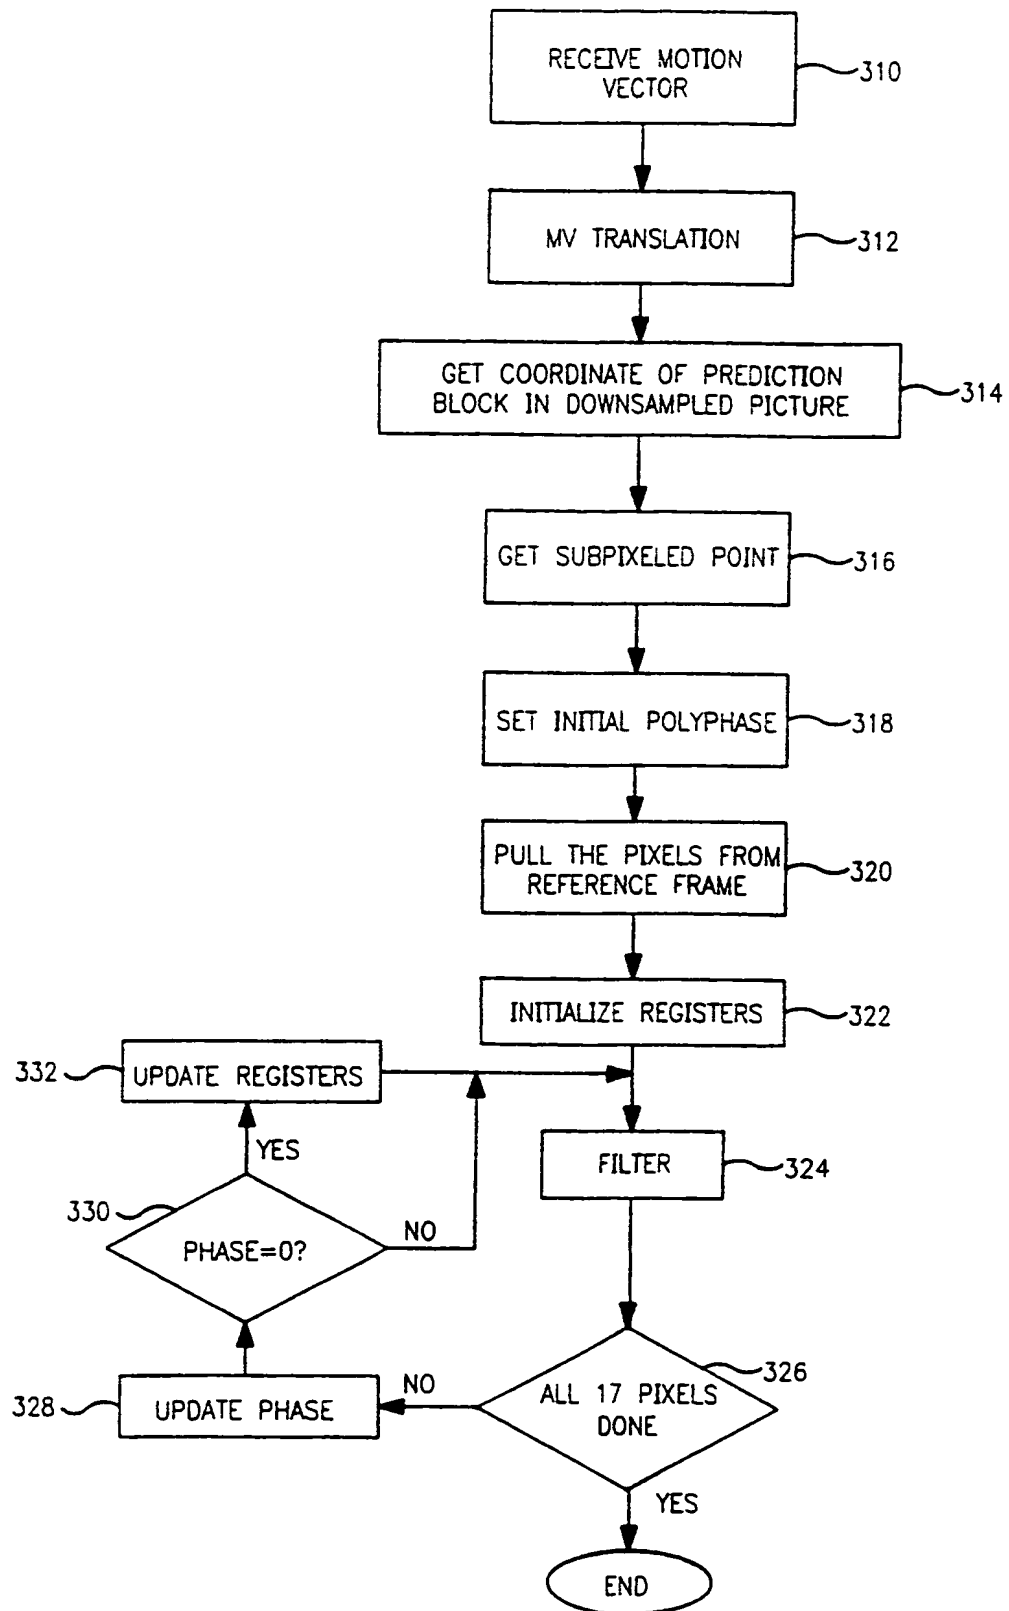 RECEIVE MOTION
VECTOR
310
MV TRANSLATION
312
GET COORDINATE OF PREDICTION
BLOCK IN DOWNSAMPLED PICTURE
314
GET SUBPIXELED POINT
316
SET INITIAL POLYPHASE
318
PULL THE PIXELS FROM
REFERENCE FRAME
320
INITIALIZE REGISTERS
322
332
UPDATE REGISTERS
YES
FILTER
324
330
PHASE=0?
NO
ALL 17 PIXELS
DONE
326
NO
328
UPDATE PHASE
YES
END